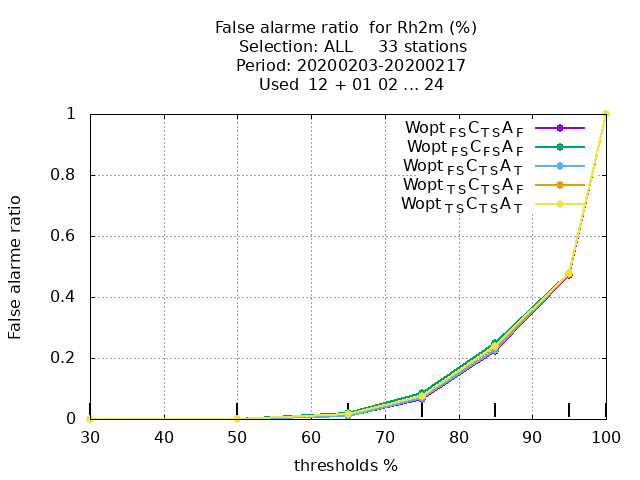 False alarme ratio  for Rh2m (%)
Selection: ALL     33 stations
Period: 20200203-20200217
Used  12 + 01 02 ... 24
Wopt FS C TS A F
Wopt FS C FS A F
Wopt FS C TS A T
Wopt TS C TS A F
Wopt TS C TS A T
False alarme ratio
1
0.8
0.6
0.4
0.2
0
30 40 50 60 70 80 90 100
thresholds %